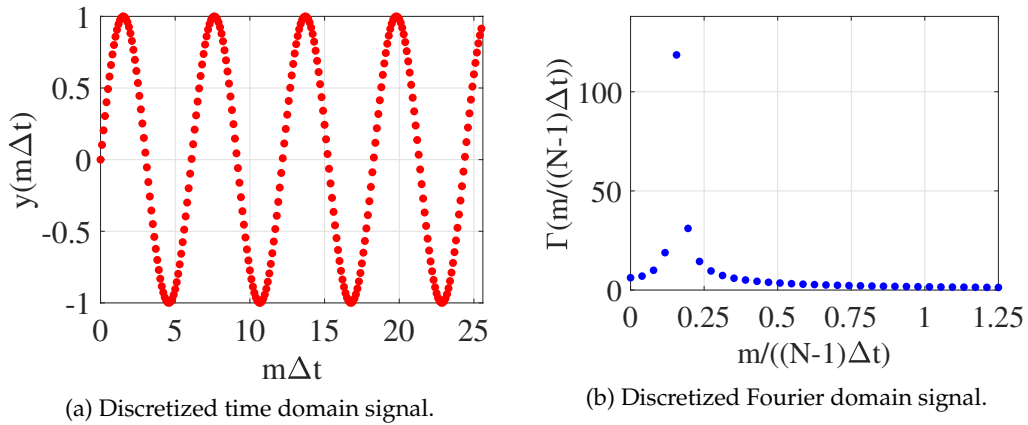 1
0.5
0
-0.5
-1
y(mΔt)
0 5 10 15 20 25
mΔt
(a) Discretized time domain signal.
100
50
0
Γ(m/((N-1)Δt))
0 0.25 0.5 0.75 1 1.25
m/((N-1)Δt)
(b) Discretized Fourier domain signal.